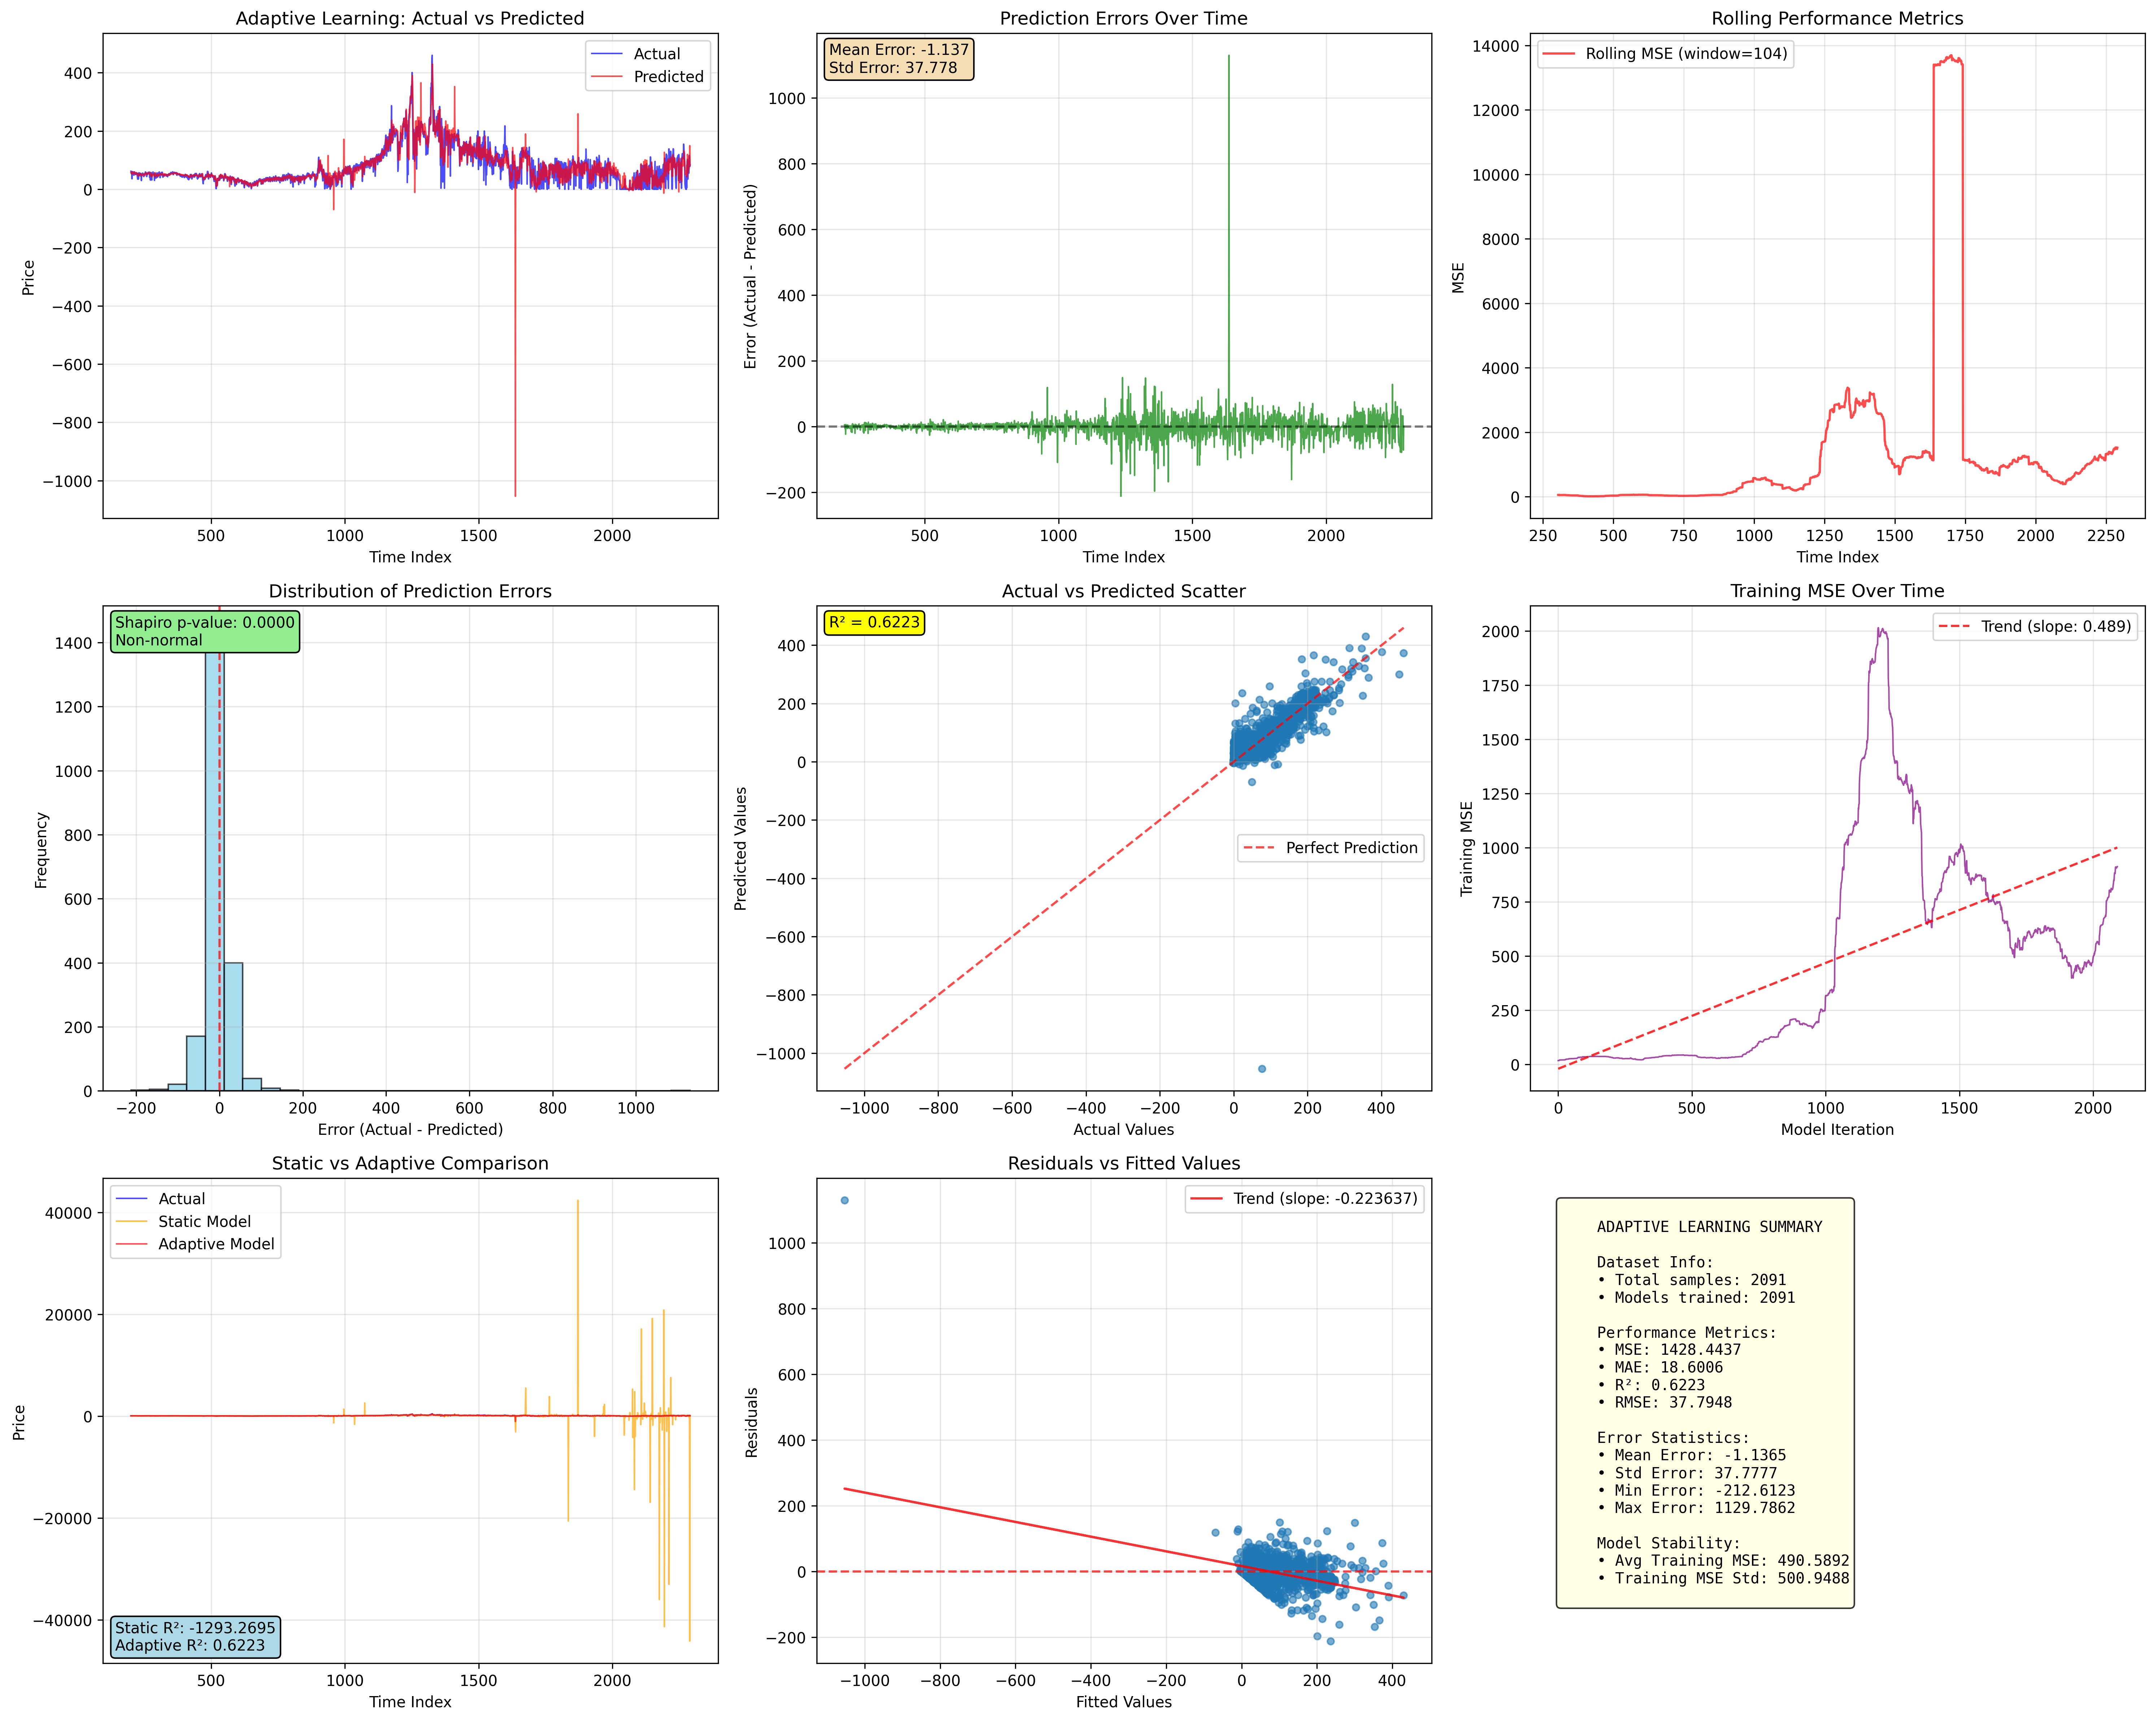 Adaptive Learning: Actual vs Predicted
Actual
Predicted
400
200
0
−200
−400
−600
−800
−1000
Price
500
1000
1500
2000
Time Index
Prediction Errors Over Time
Mean Error: -1.137
Std Error: 37.778
1000
800
600
400
200
0
−200
Error (Actual - Predicted)
500
1000
1500
2000
Time Index
Rolling Performance Metrics
Rolling MSE (window=104)
14000
12000
10000
8000
6000
4000
2000
0
MSE
250
500
750
1000
1250
1500
1750
2000
2250
Time Index
Distribution of Prediction Errors
Shapiro p-value: 0.0000
Non-normal
1400
1200
1000
800
600
400
200
0
Frequency
−200
0
200
400
600
800
1000
Error (Actual - Predicted)
Actual vs Predicted Scatter
R² = 0.6223
Perfect Prediction
400
200
0
−200
−400
−600
−800
−1000
Predicted Values
−1000
−800
−600
−400
−200
0
200
400
Actual Values
Training MSE Over Time
Trend (slope: 0.489)
2000
1750
1500
1250
1000
750
500
250
0
Training MSE
0
500
1000
1500
2000
Model Iteration
Static vs Adaptive Comparison
Actual
Static Model
Adaptive Model
40000
20000
0
−20000
−40000
Price
Static R²: -1293.2695
Adaptive R²: 0.6223
500
1000
1500
2000
Time Index
Residuals vs Fitted Values
Trend (slope: -0.223637)
1000
800
600
400
200
0
−200
Residuals
−1000
−800
−600
−400
−200
0
200
400
Fitted Values
ADAPTIVE LEARNING SUMMARY
Dataset Info:
• Total samples: 2091
• Models trained: 2091
Performance Metrics:
• MSE: 1428.4437
• MAE: 18.6006
• R²: 0.6223
• RMSE: 37.7948
Error Statistics:
• Mean Error: -1.1365
• Std Error: 37.7777
• Min Error: -212.6123
• Max Error: 1129.7862
Model Stability:
• Avg Training MSE: 490.5892
• Training MSE Std: 500.9488